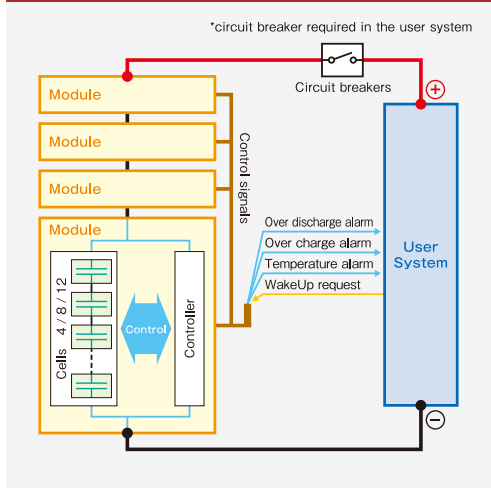 *circuit breaker required in the user system
Circuit breakers
Module
Module
Module
Module
Control signals
Cells 4 / 8 / 12
Control
Controller
Over discharge alarm
Over charge alarm
Temperature alarm
WakeUp request
User
System
+
−